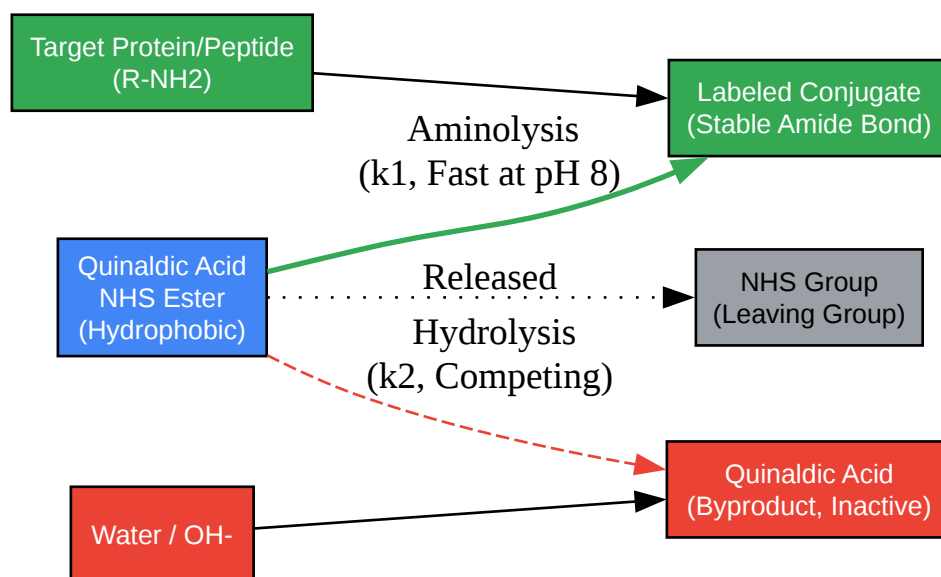 Target Protein/Peptide
(R-NH2)
Labeled Conjugate
(Stable Amide Bond)
Aminolysis
(k1, Fast at pH 8)
Quinaldic Acid
NHS Ester
(Hydrophobic)
Released
NHS Group
(Leaving Group)
Hydrolysis
(k2, Competing)
Quinaldic Acid
(Byproduct, Inactive)
Water / OH-